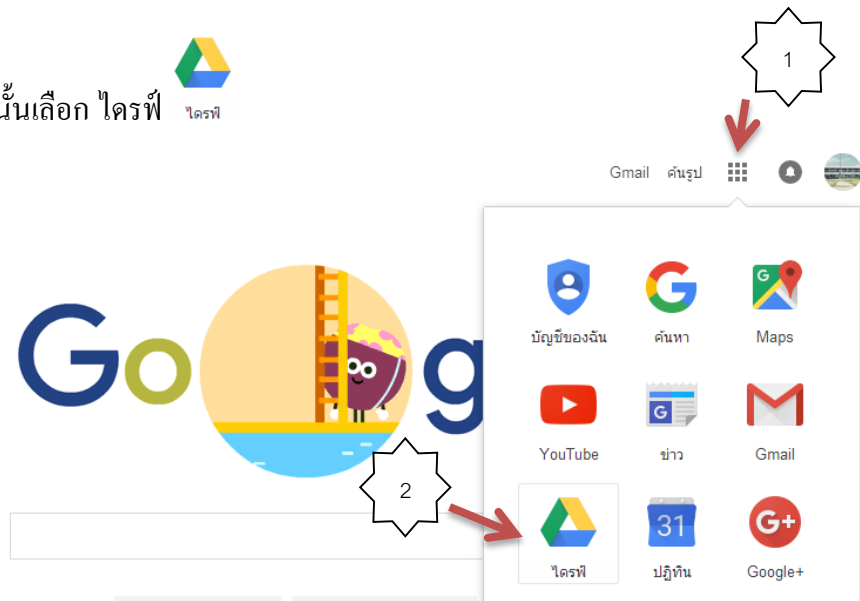 1
นั้นเลือก ไดรฟ์ ไดรฟ์
Gmail ค้นรูป
บัญชีของฉัน ค้นหา Maps
G
YouTube ข่าว Gmail
2
31 G+
ไดรฟ์ ปฏิทิน Google+